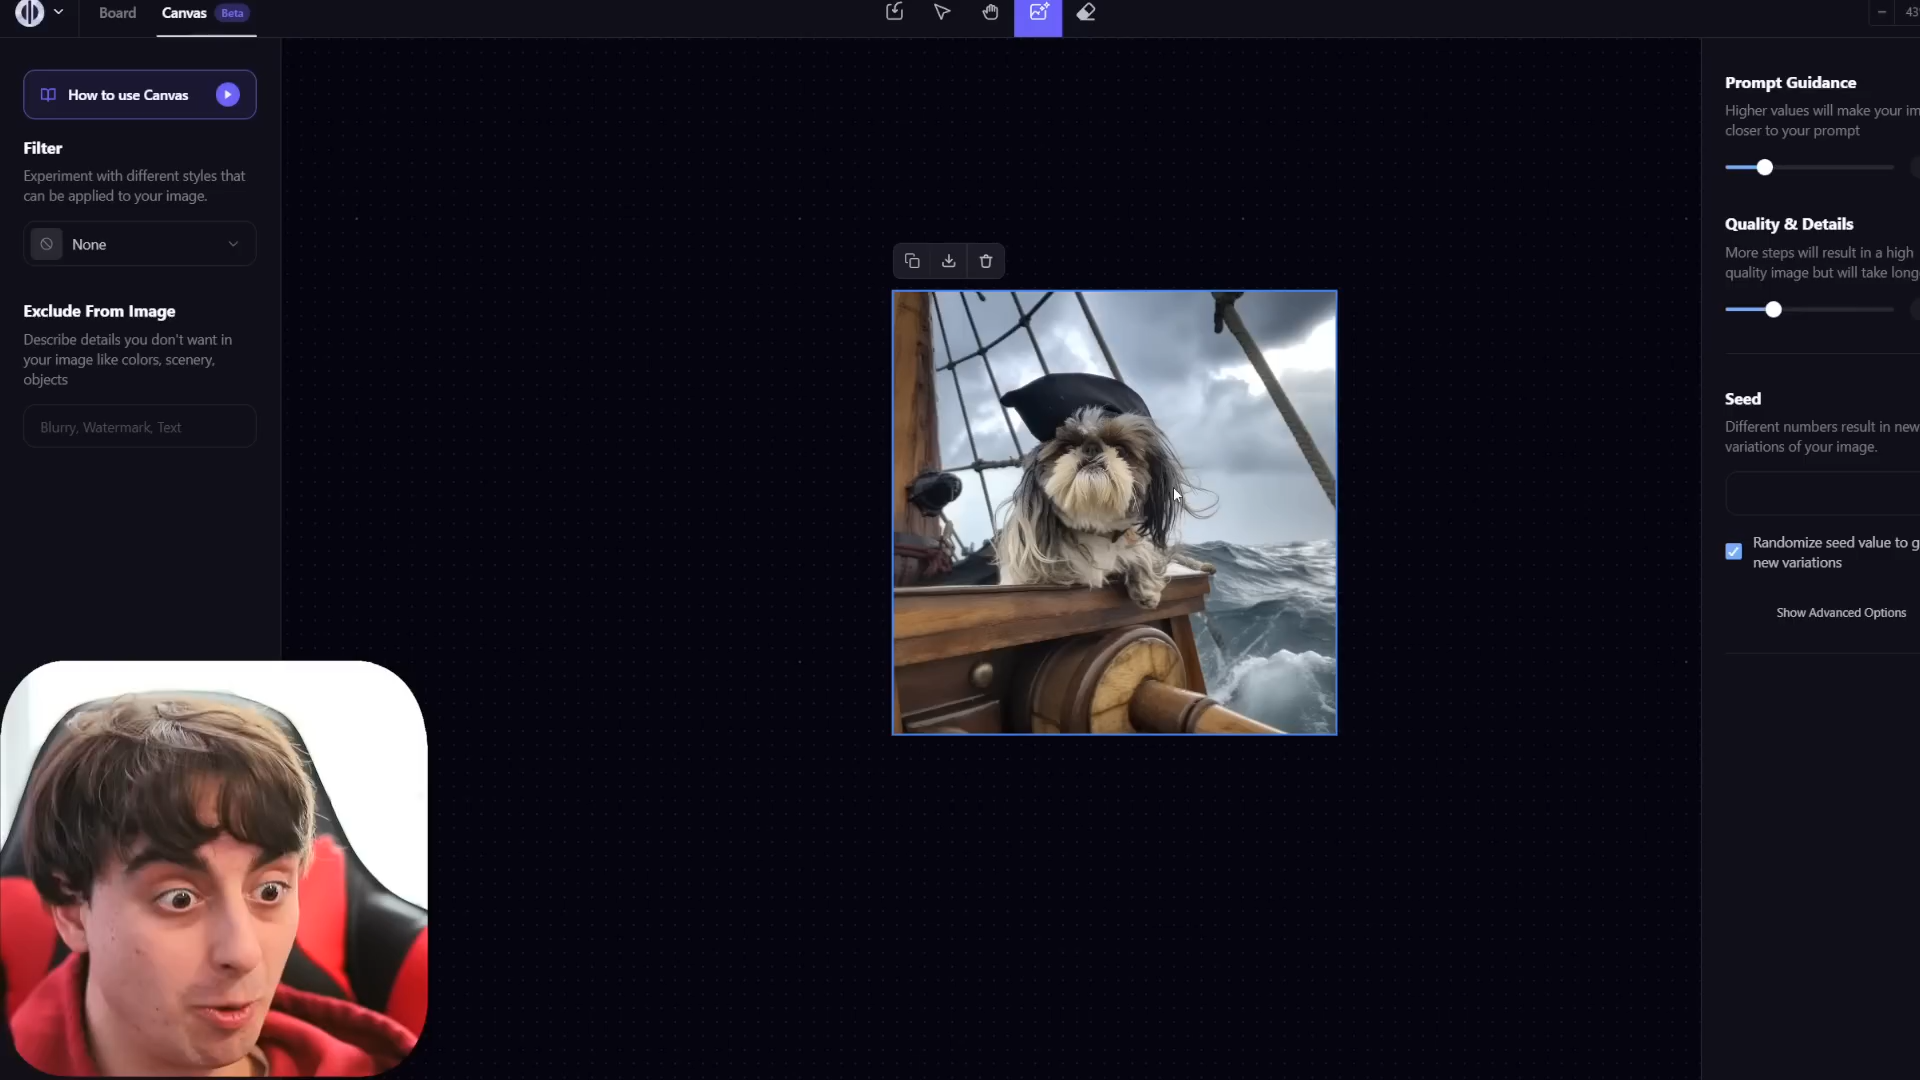 Board
Canvas
Beta
43
How to use Canvas
Filter
Experiment with different styles that
can be applied to your image.
None
Exclude From Image
Describe details you don't want in
your image like colors, scenery,
objects
Blurry, Watermark, Text
Prompt Guidance
Higher values will make your im
closer to your prompt
Quality & Details
More steps will result in a high
quality image but will take long
Seed
Different numbers result in new
variations of your image.
Randomize seed value to g
new variations
Show Advanced Options